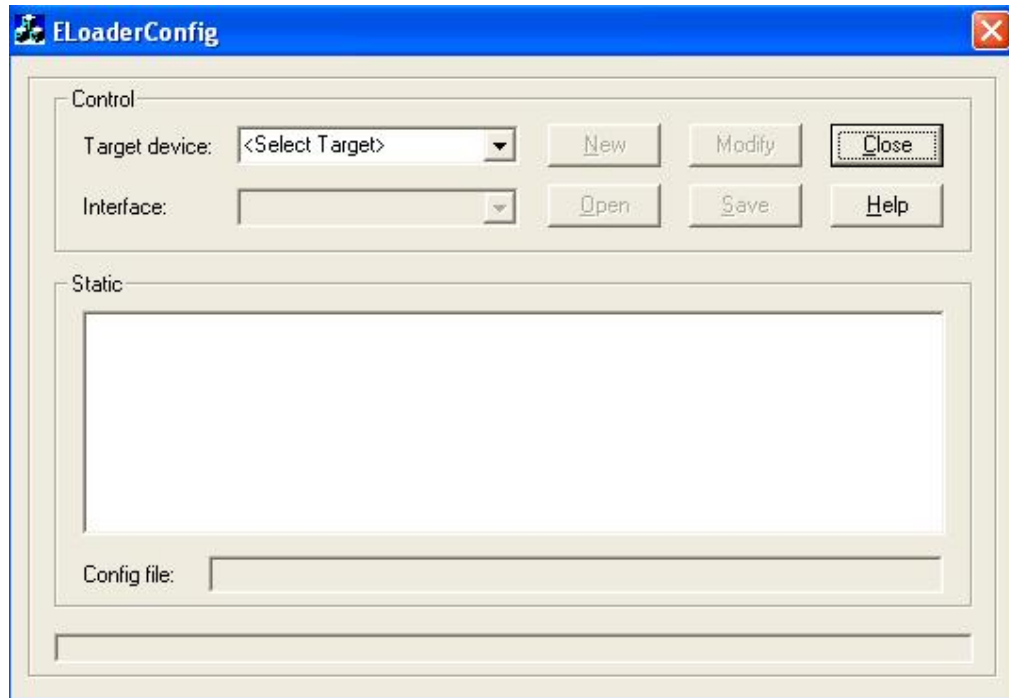 ELoaderConfig
Control
Target device: <Select Target> New Modify Close
Interface: Open Save Help
Static
Config file: